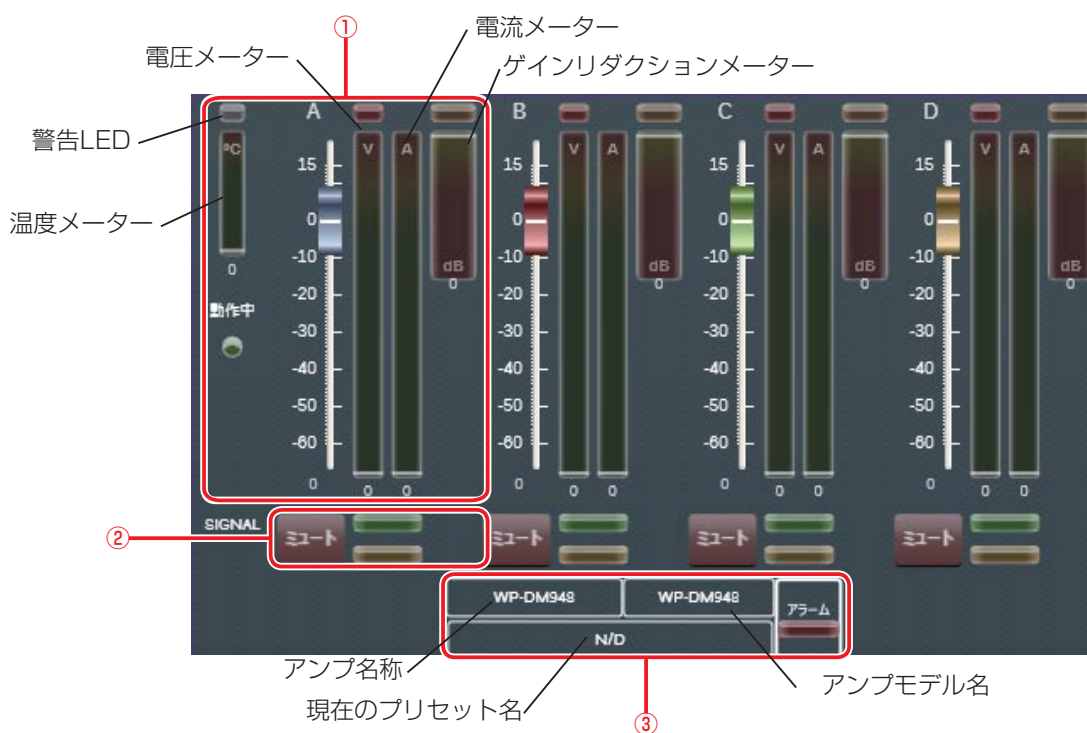 ①
電流メーター
電圧メーター
ゲインリダクションメーター
警告LED
温度メーター
A B C D
°C V A V A V A V A
15 15 15 15
0 0 0 0
-10 -10 -10 -10
dB dB dB dB
0 0 0 0 0
-20 -20 -20 -20
動作中
-30 -30 -30 -30
-40 -40 -40 -40
-50 -50 -50 -50
-60 -60 -60 -60
0 0 0 0 0 0 0 0 0 0 0 0
SIGNAL
② ミュート ミュート ミュート ミュート
WP-DM948 WP-DM948 アラーム
N/D
アンプ名称
アンプモデル名
現在のプリセット名
③